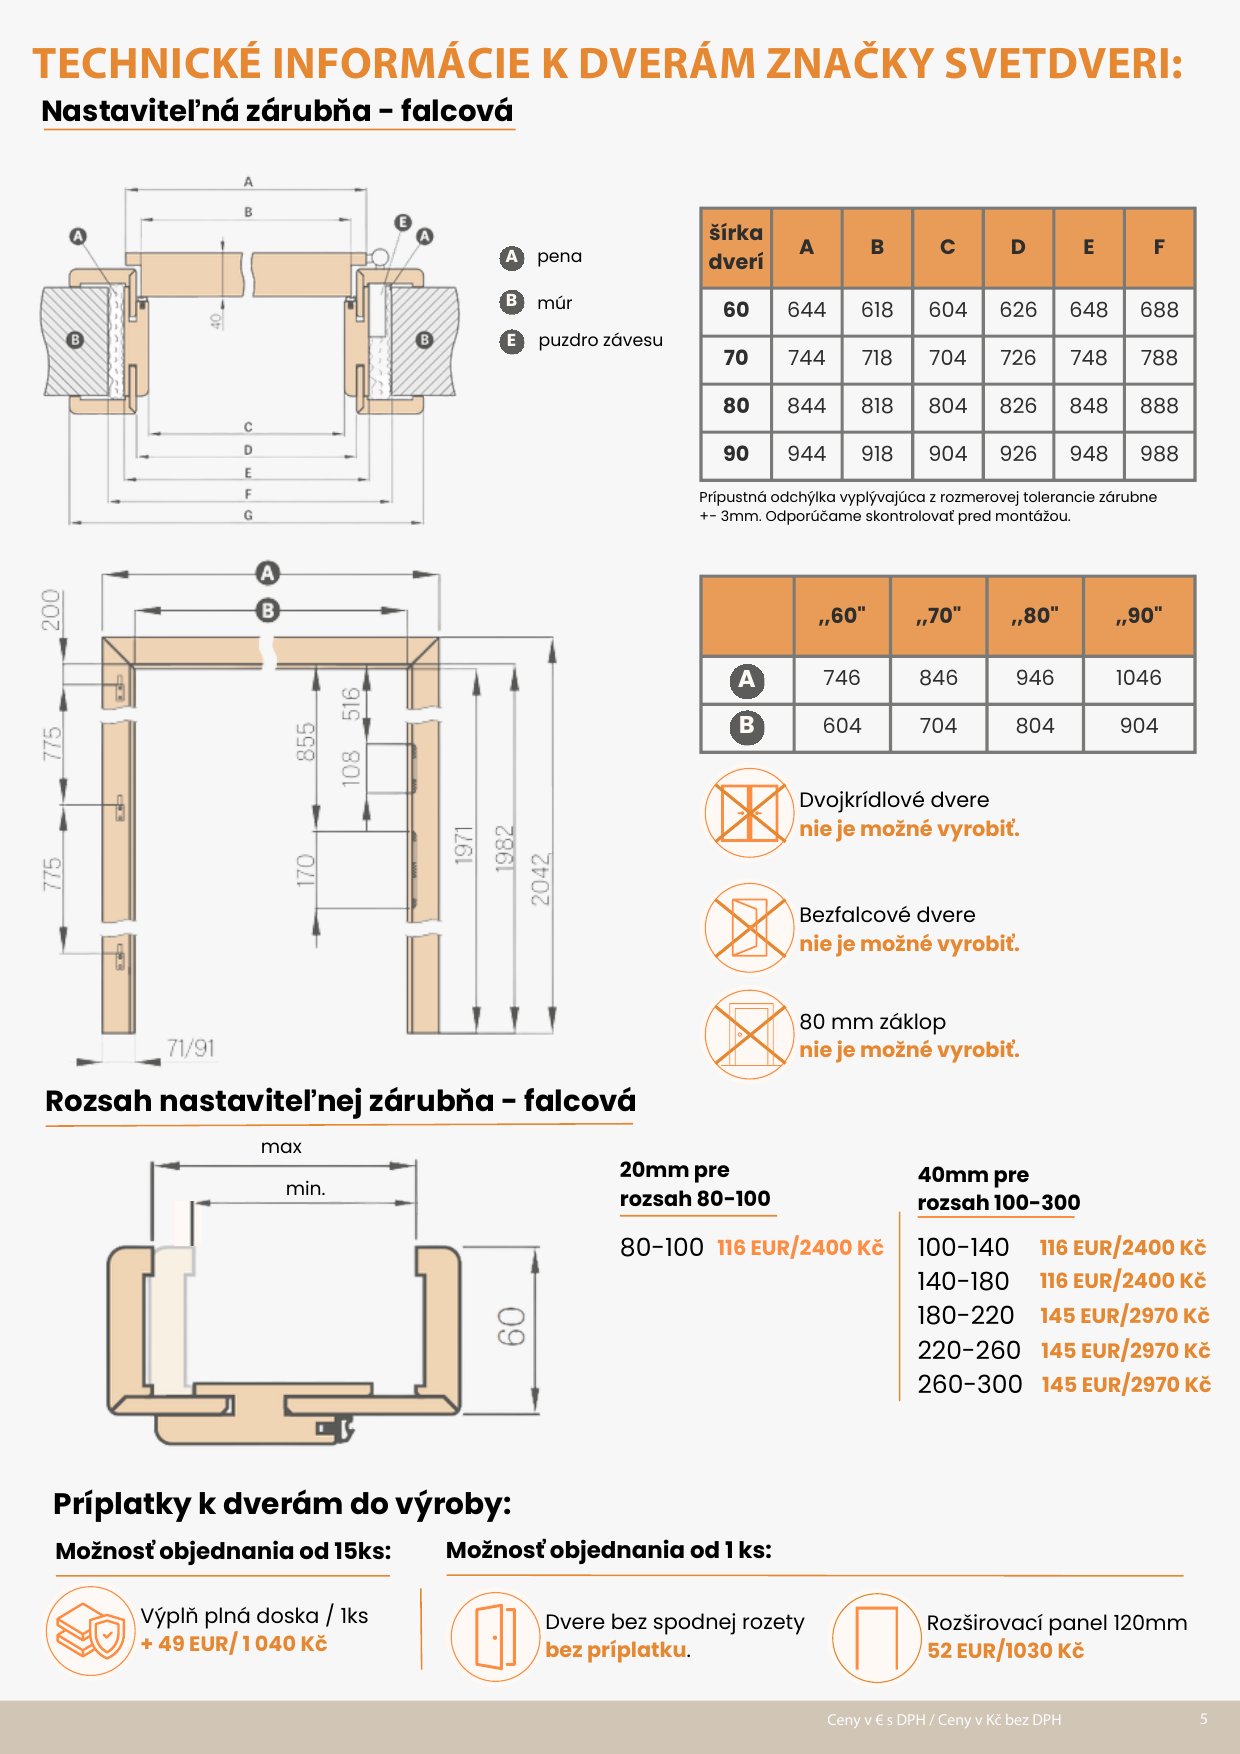 TECHNICKÉ INFORMÁCIE K DVERÁM ZNAČKY SVETDVERI:
Nastaviteľná zárubňa - falcová
A
B
A
E
A
40
B
B
C
D
E
F
G
A pena
B múr
E puzdro závesu
šírka dverí A B C D E F
60 644 618 604 626 648 688
70 744 718 704 726 748 788
80 844 818 804 826 848 888
90 944 918 904 926 948 988
Prípustná odchýlka vyplývajúca z rozmerovej tolerancie zárubne
+- 3mm. Odporúčame skontrolovať pred montážou.
A
B
200
775
775
855
516
108
170
1971
1982
2042
71/91
,,60" ,,70" ,,80" ,,90"
A 746 846 946 1046
B 604 704 804 904
Dvojkrídlové dvere
nie je možné vyrobiť.
Bezfalcové dvere
nie je možné vyrobiť.
80 mm záklop
nie je možné vyrobiť.
Rozsah nastaviteľnej zárubňa - falcová
max
min.
60
20mm pre
rozsah 80-100
80-100 116 EUR/2400 Kč
40mm pre
rozsah 100-300
100-140 116 EUR/2400 Kč
140-180 116 EUR/2400 Kč
180-220 145 EUR/2970 Kč
220-260 145 EUR/2970 Kč
260-300 145 EUR/2970 Kč
Príplatky k dverám do výroby:
Možnosť objednania od 15ks:
Výplň plná doska / 1ks
+ 49 EUR/ 1 040 Kč
Možnosť objednania od 1 ks:
Dvere bez spodnej rozety
bez príplatku.
Rozširovací panel 120mm
52 EUR/1030 Kč
Ceny v € s DPH / Ceny v Kč bez DPH
5